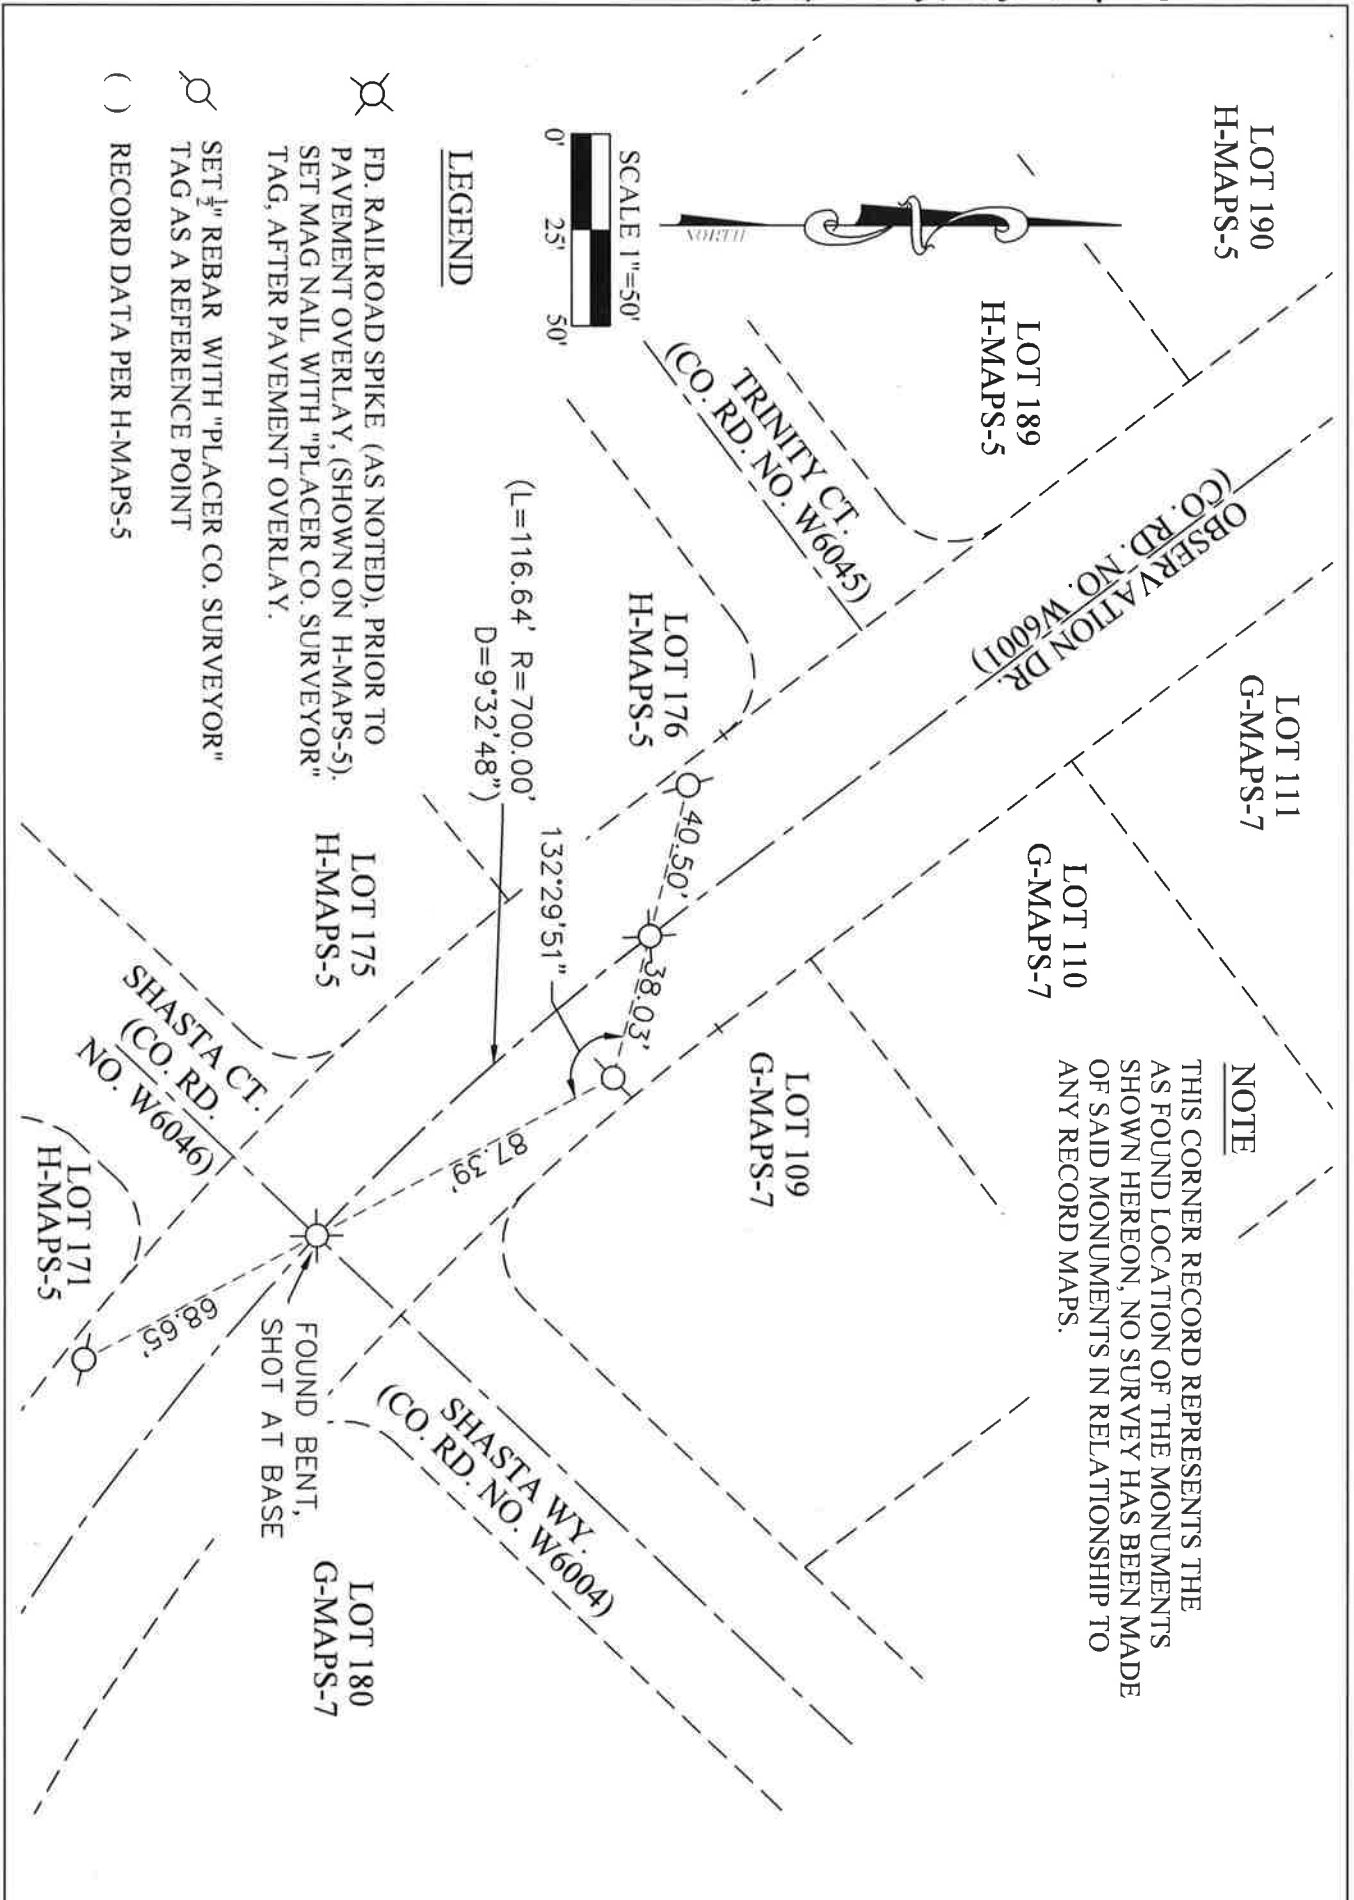 LOT 190
H-MAPS-5
LOT 189
H-MAPS-5
NORTH
SCALE 1"=50'
0' 25' 50'
TRINITY CT.
(CO. RD. NO. W6045)
OBSERVATION DR.
(CO. RD. NO. W6001)
LOT 111
G-MAPS-7
LOT 110
G-MAPS-7
LOT 109
G-MAPS-7
NOTE
THIS CORNER RECORD REPRESENTS THE
AS FOUND LOCATION OF THE MONUMENTS
SHOWN HEREON, NO SURVEY HAS BEEN MADE
OF SAID MONUMENTS IN RELATIONSHIP TO
ANY RECORD MAPS.
LOT 176
H-MAPS-5
40.50'
38.03'
132°29'51"
(L=116.64' R=700.00'
D=9°32'48")
87.39'
LOT 175
H-MAPS-5
SHASTA CT.
(CO. RD.
NO. W6046)
LOT 171
H-MAPS-5
68.65'
FOUND BENT,
SHOT AT BASE
SHASTA WY.
(CO. RD. NO. W6004)
LOT 180
G-MAPS-7
LEGEND
FD. RAILROAD SPIKE (AS NOTED), PRIOR TO
PAVEMENT OVERLAY, (SHOWN ON H-MAPS-5).
SET MAG NAIL WITH "PLACER CO. SURVEYOR"
TAG, AFTER PAVEMENT OVERLAY.
SET ½" REBAR WITH "PLACER CO. SURVEYOR"
TAG AS A REFERENCE POINT
( ) RECORD DATA PER H-MAPS-5